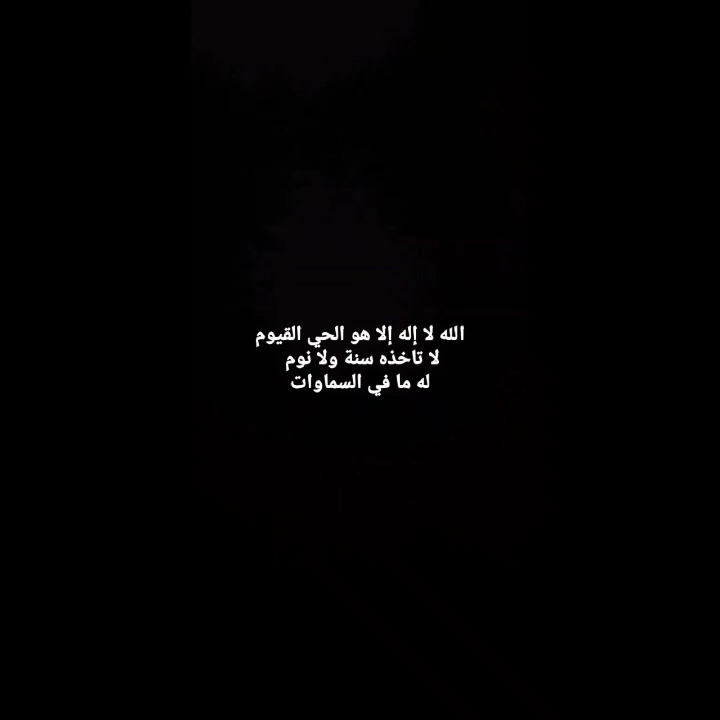 الله لا إله إلا هو الحي القيوم
لا تاخذه سنة ولا نوم
له ما في السماوات